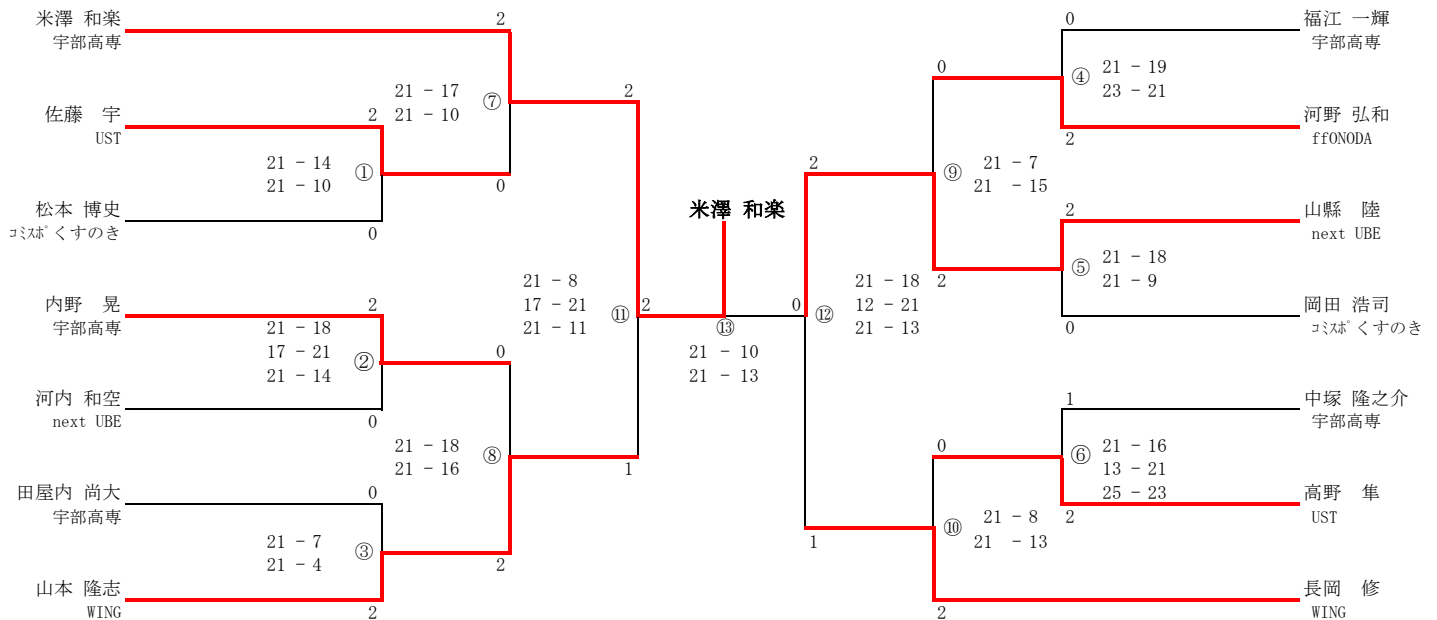 米澤 和楽
宇部高専
2
佐藤 宇
UST
2
21 - 14
21 - 10
①
松本 博史
ｺﾐｽﾎﾟくすのき
0
21 - 17
21 - 10
⑦
0
2
内野 晃
宇部高専
2
21 - 18
17 - 21
21 - 14
②
河内 和空
next UBE
0
0
21 - 18
21 - 16
⑧
田屋内 尚大
宇部高専
0
21 - 7
21 - 4
③
山本 隆志
WING
2
2
1
21 - 8
17 - 21
21 - 11
⑪
2
米澤 和楽
⑬
21 - 10
21 - 13
0
⑫
21 - 18
12 - 21
21 - 13
2
1
0
⑨
21 - 7
21 - 15
2
0
⑩
21 - 8
21 - 13
2
0
福江 一輝
宇部高専
④
21 - 19
23 - 21
2
河野 弘和
ffONODA
2
山縣 陸
next UBE
⑤
21 - 18
21 - 9
0
岡田 浩司
ｺﾐｽﾎﾟくすのき
1
中塚 隆之介
宇部高専
⑥
21 - 16
13 - 21
25 - 23
2
高野 隼
UST
長岡 修
WING